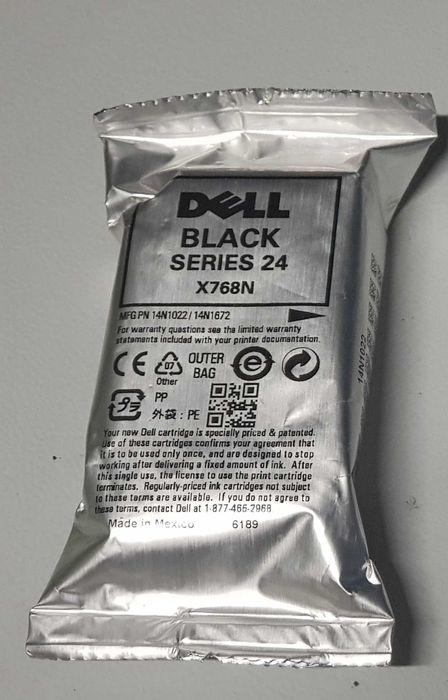 DELL
BLACK
SERIES 24
X768N
MFG PN 14N1022 / 14N1672
For warranty questions see the limited warranty
statements included with your printer documentation.
CE 07 OUTER BAG e
Other
プラ PP
外袋 : PE
Your new Dell cartridge is specially priced & patented.
Use of these cartridges confirms your agreement that
it is to be used only once, and are designed to stop
working after delivering a fixed amount of ink. After
this single use, the license to use the print cartridge
terminates. Regularly-priced ink cartridges not subject
to these terms are available. If you do not agree to
these terms, contact Dell at 1-877-465-2968
Made in Mexico 6189
14N1022